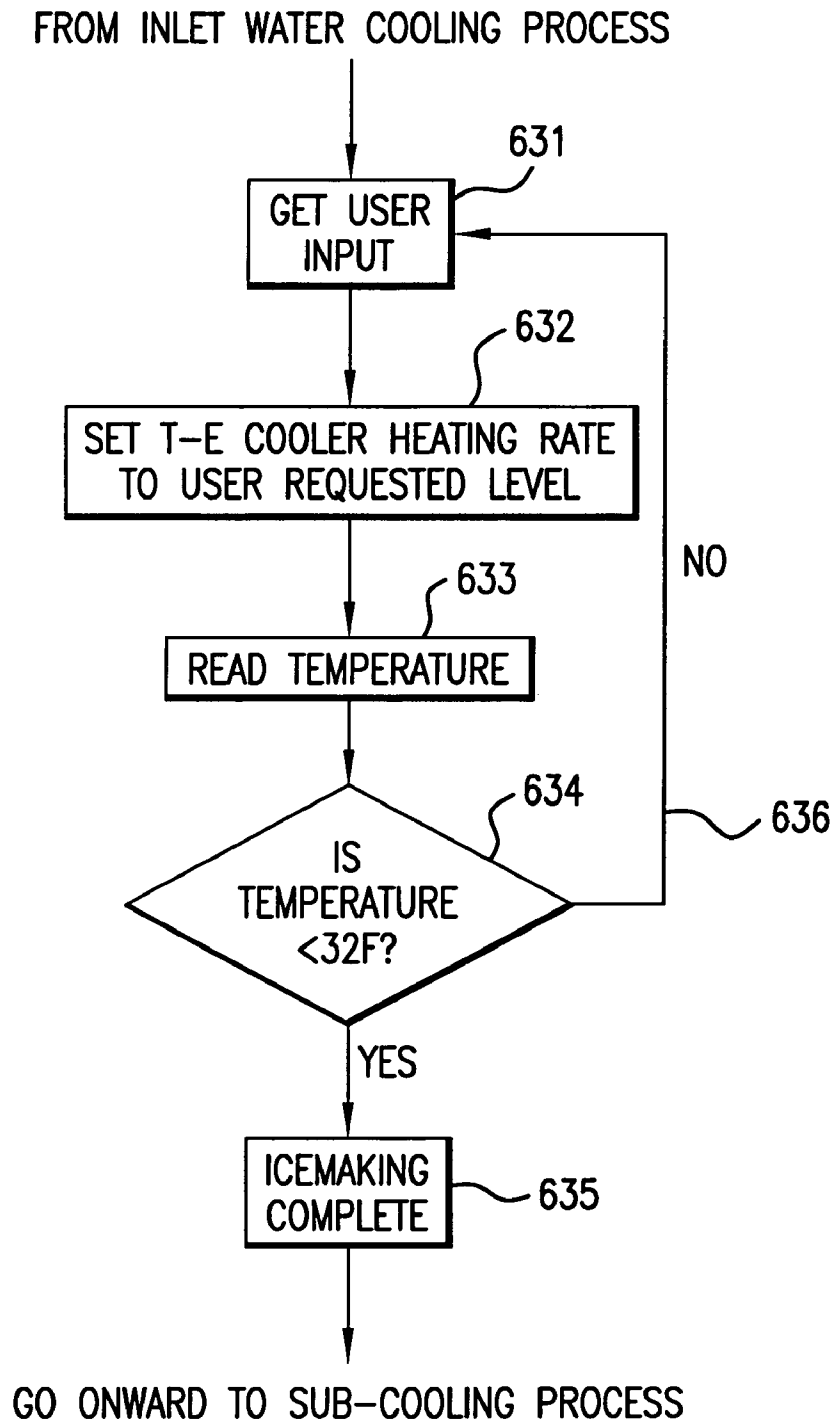 FROM INLET WATER COOLING PROCESS
631
GET USER
INPUT
632
SET T-E COOLER HEATING RATE
TO USER REQUESTED LEVEL
NO
633
READ TEMPERATURE
634
636
IS
TEMPERATURE
<32F?
YES
ICEMAKING
COMPLETE
635
GO ONWARD TO SUB-COOLING PROCESS